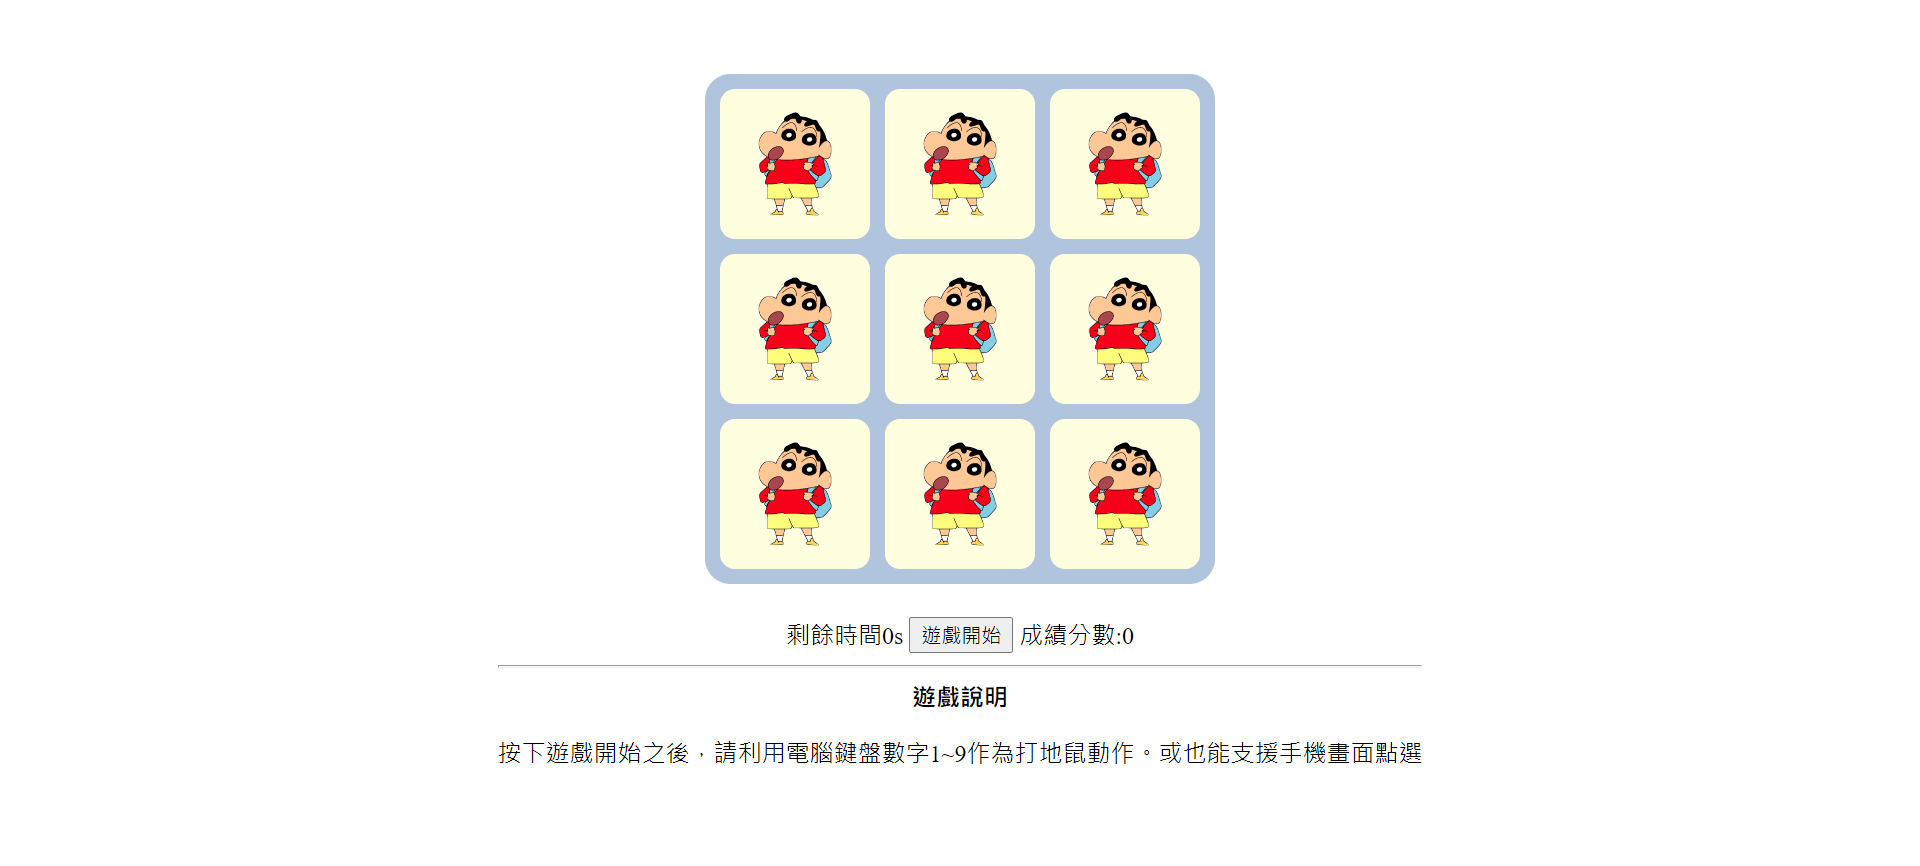 剩餘時間0s 遊戲開始 成績分數:0
遊戲說明
按下遊戲開始之後，請利用電腦鍵盤數字1~9作為打地鼠動作。或也能支援手機畫面點選